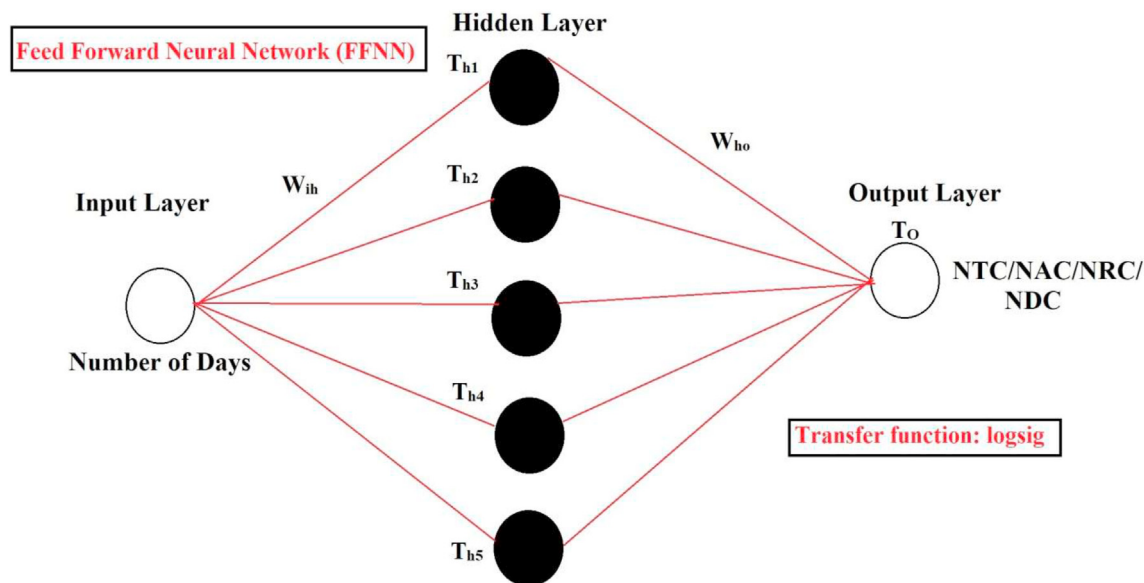 Hidden Layer
Feed Forward Neural Network (FFNN)
Th1
Who
Wih
Th2
Input Layer
Output Layer
TO
NTC/NAC/NRC/
NDC
Th3
Number of Days
Th4
Transfer function: logsig
Th5